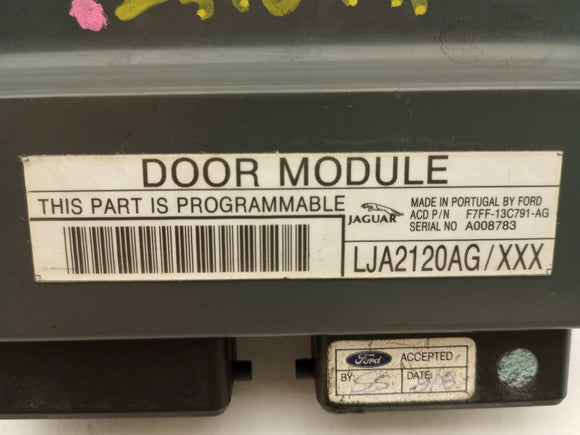 DOOR MODULE
THIS PART IS PROGRAMMABLE
JAGUAR
MADE IN PORTUGAL BY FORD
ACD P/N F7FF-13C791-AG
SERIAL NO A008783
LJA2120AG/XXX
Ford ACCEPTED
BY: DATE: